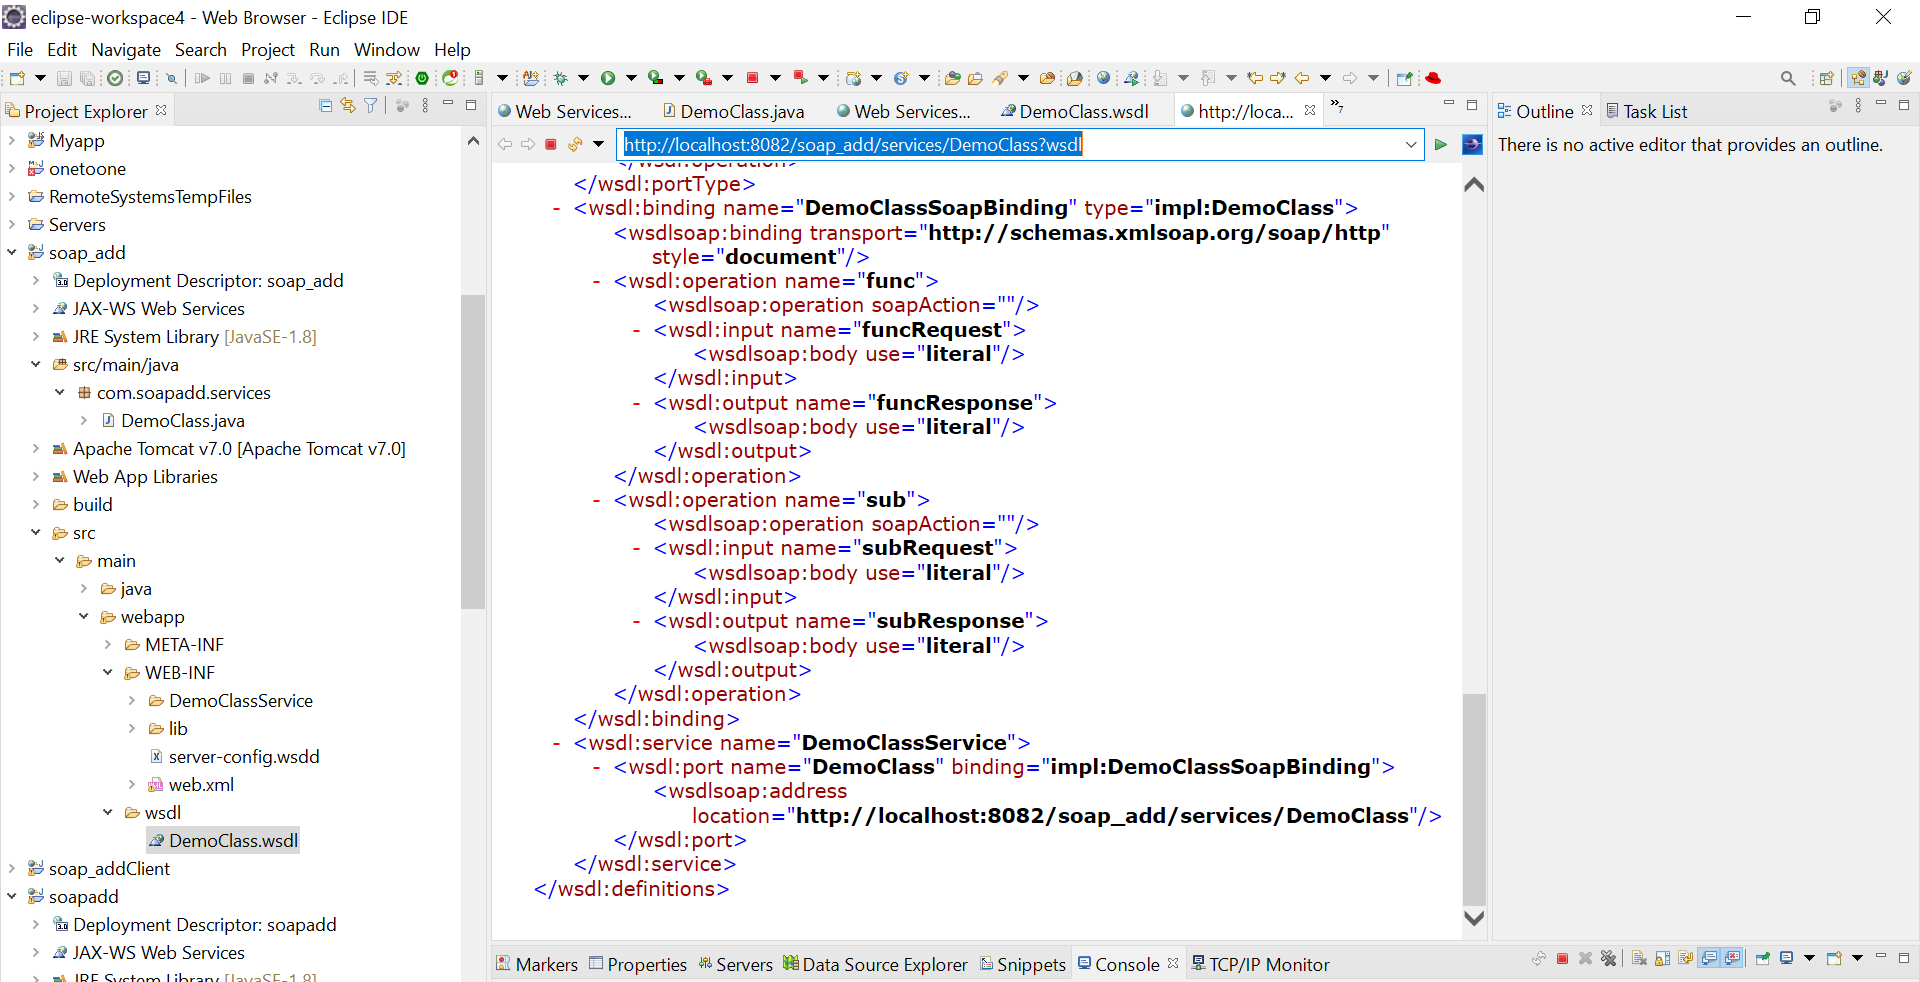 eclipse-workspace4 - Web Browser - Eclipse IDE
File Edit Navigate Search Project Run Window Help
Project Explorer
Myapp
onetoone
RemoteSystemsTempFiles
Servers
soap_add
Deployment Descriptor: soap_add
JAX-WS Web Services
JRE System Library [JavaSE-1.8]
src/main/java
com.soapadd.services
DemoClass.java
Apache Tomcat v7.0 [Apache Tomcat v7.0]
Web App Libraries
build
src
main
java
webapp
META-INF
WEB-INF
DemoClassService
lib
server-config.wsdd
web.xml
wsdl
DemoClass.wsdl
soap_addClient
soapadd
Deployment Descriptor: soapadd
JAX-WS Web Services
JRE System Library [JavaSE-1.8]
Web Services... DemoClass.java Web Services... DemoClass.wsdl http://loca... »7
http://localhost:8082/soap_add/services/DemoClass?wsdl
</wsdl:operation>
</wsdl:portType>
- <wsdl:binding name="DemoClassSoapBinding" type="impl:DemoClass">
<wsdlsoap:binding transport="http://schemas.xmlsoap.org/soap/http"
style="document"/>
- <wsdl:operation name="func">
<wsdlsoap:operation soapAction=""/>
- <wsdl:input name="funcRequest">
<wsdlsoap:body use="literal"/>
</wsdl:input>
- <wsdl:output name="funcResponse">
<wsdlsoap:body use="literal"/>
</wsdl:output>
</wsdl:operation>
- <wsdl:operation name="sub">
<wsdlsoap:operation soapAction=""/>
- <wsdl:input name="subRequest">
<wsdlsoap:body use="literal"/>
</wsdl:input>
- <wsdl:output name="subResponse">
<wsdlsoap:body use="literal"/>
</wsdl:output>
</wsdl:operation>
</wsdl:binding>
- <wsdl:service name="DemoClassService">
- <wsdl:port name="DemoClass" binding="impl:DemoClassSoapBinding">
<wsdlsoap:address
location="http://localhost:8082/soap_add/services/DemoClass"/>
</wsdl:port>
</wsdl:service>
</wsdl:definitions>
Outline Task List
There is no active editor that provides an outline.
Markers Properties Servers Data Source Explorer Snippets Console TCP/IP Monitor